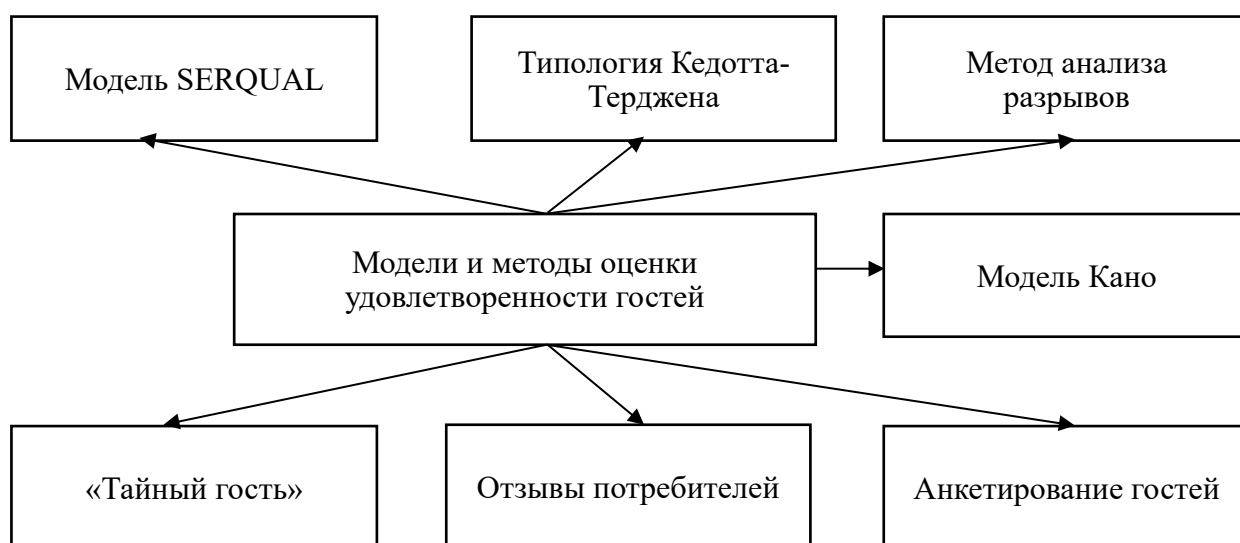 Модель SERQUAL
Типология Кедотта-
Терджена
Метод анализа
разрывов
Модели и методы оценки
удовлетворенности гостей
Модель Кано
«Тайный гость»
Отзывы потребителей
Анкетирование гостей